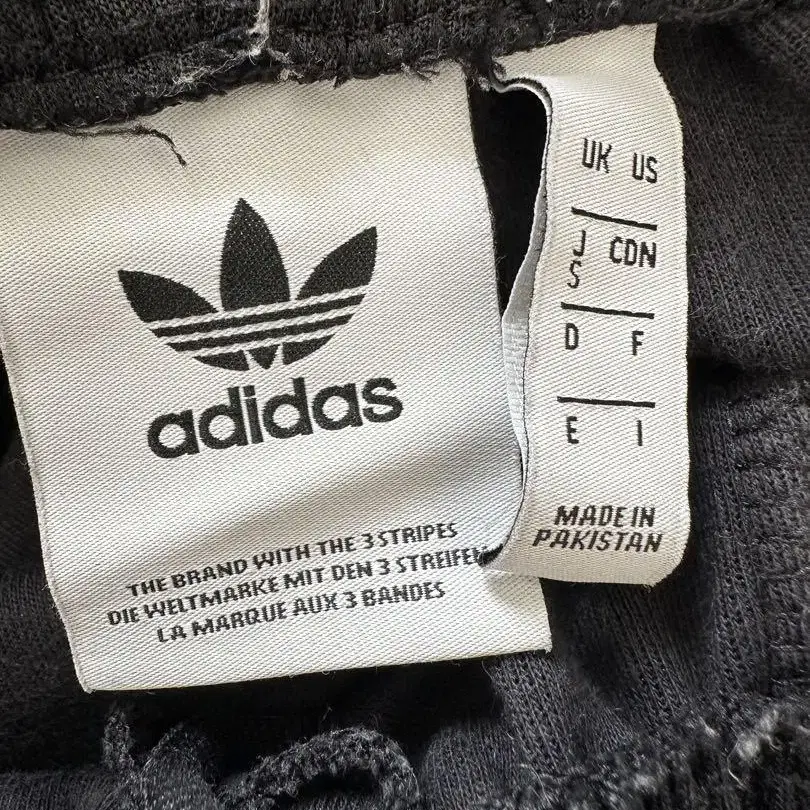 adidas
THE BRAND WITH THE 3 STRIPES
DIE WELTMARKE MIT DEN 3 STREIFEN
LA MARQUE AUX 3 BANDES
UK US
J CDN
S
D F
E I
MADE IN
PAKISTAN